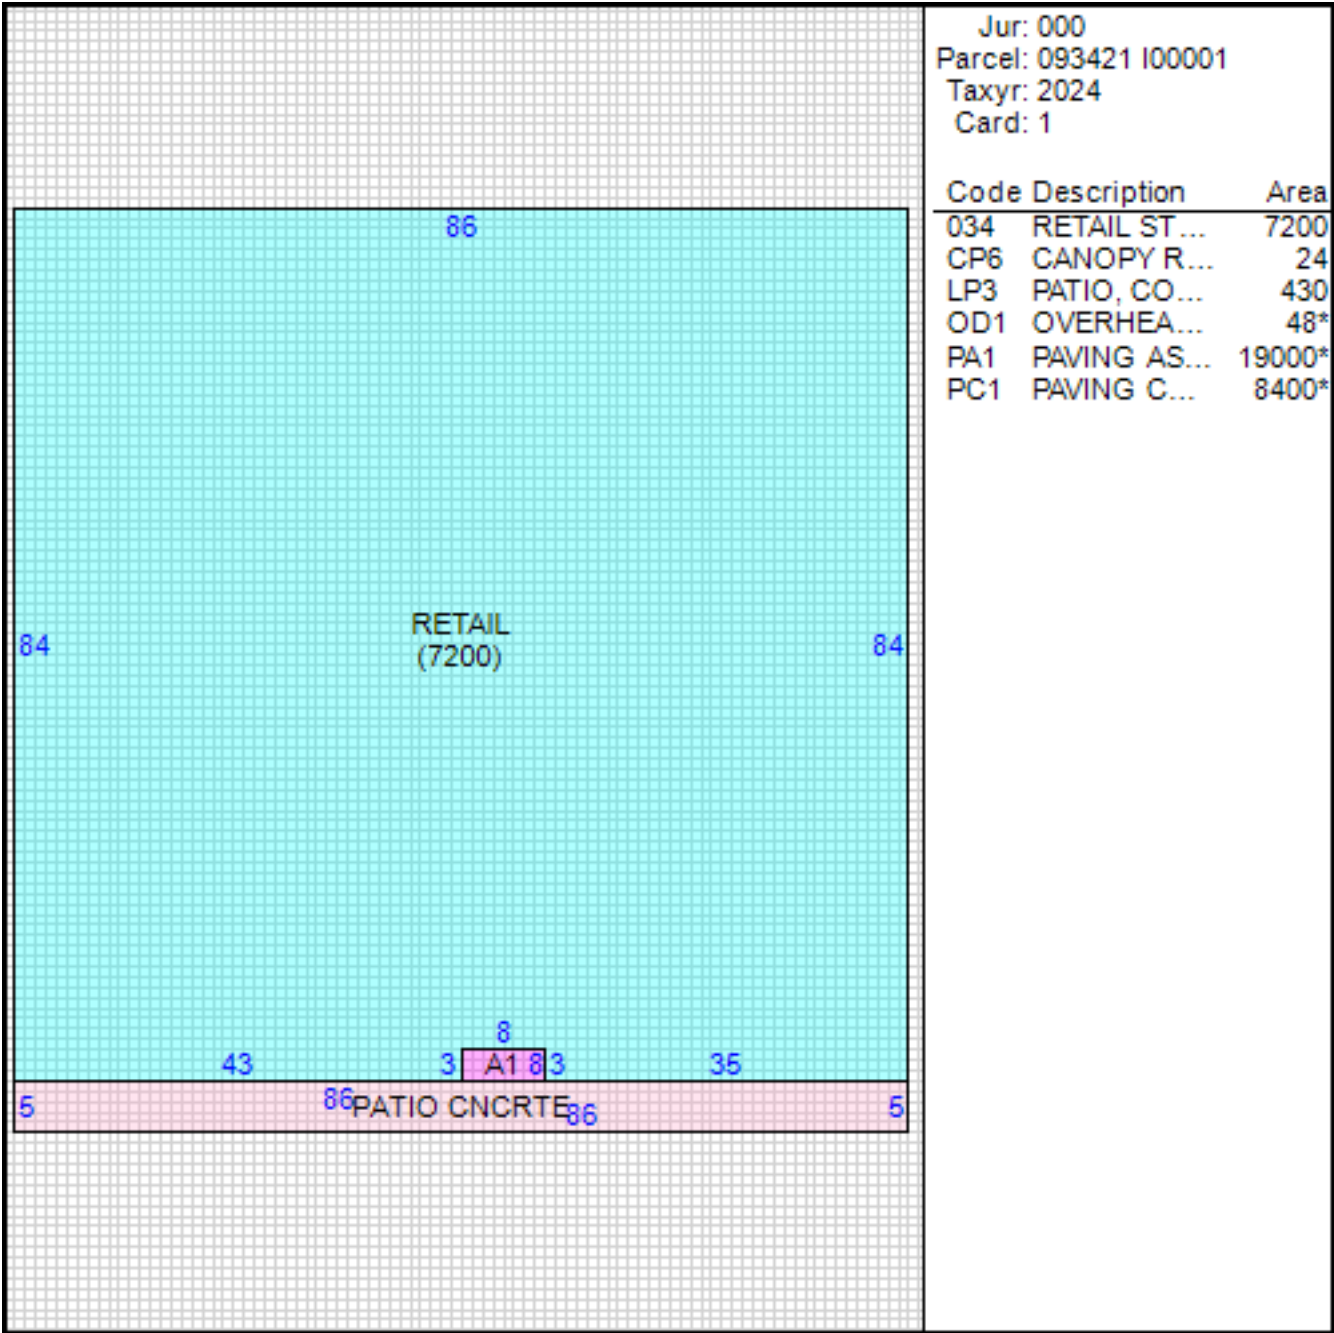 Jur: 000
Parcel: 093421 I00001
Taxyr: 2024
Card: 1
Code Description Area
034 RETAIL ST... 7200
CP6 CANOPY R... 24
LP3 PATIO, CO... 430
OD1 OVERHEA... 48*
PA1 PAVING AS... 19000*
PC1 PAVING C... 8400*
86
RETAIL
84 84
(7200)
8
43 3 A1 8 3 35
5 86 PATIO CNCRTE 86 5